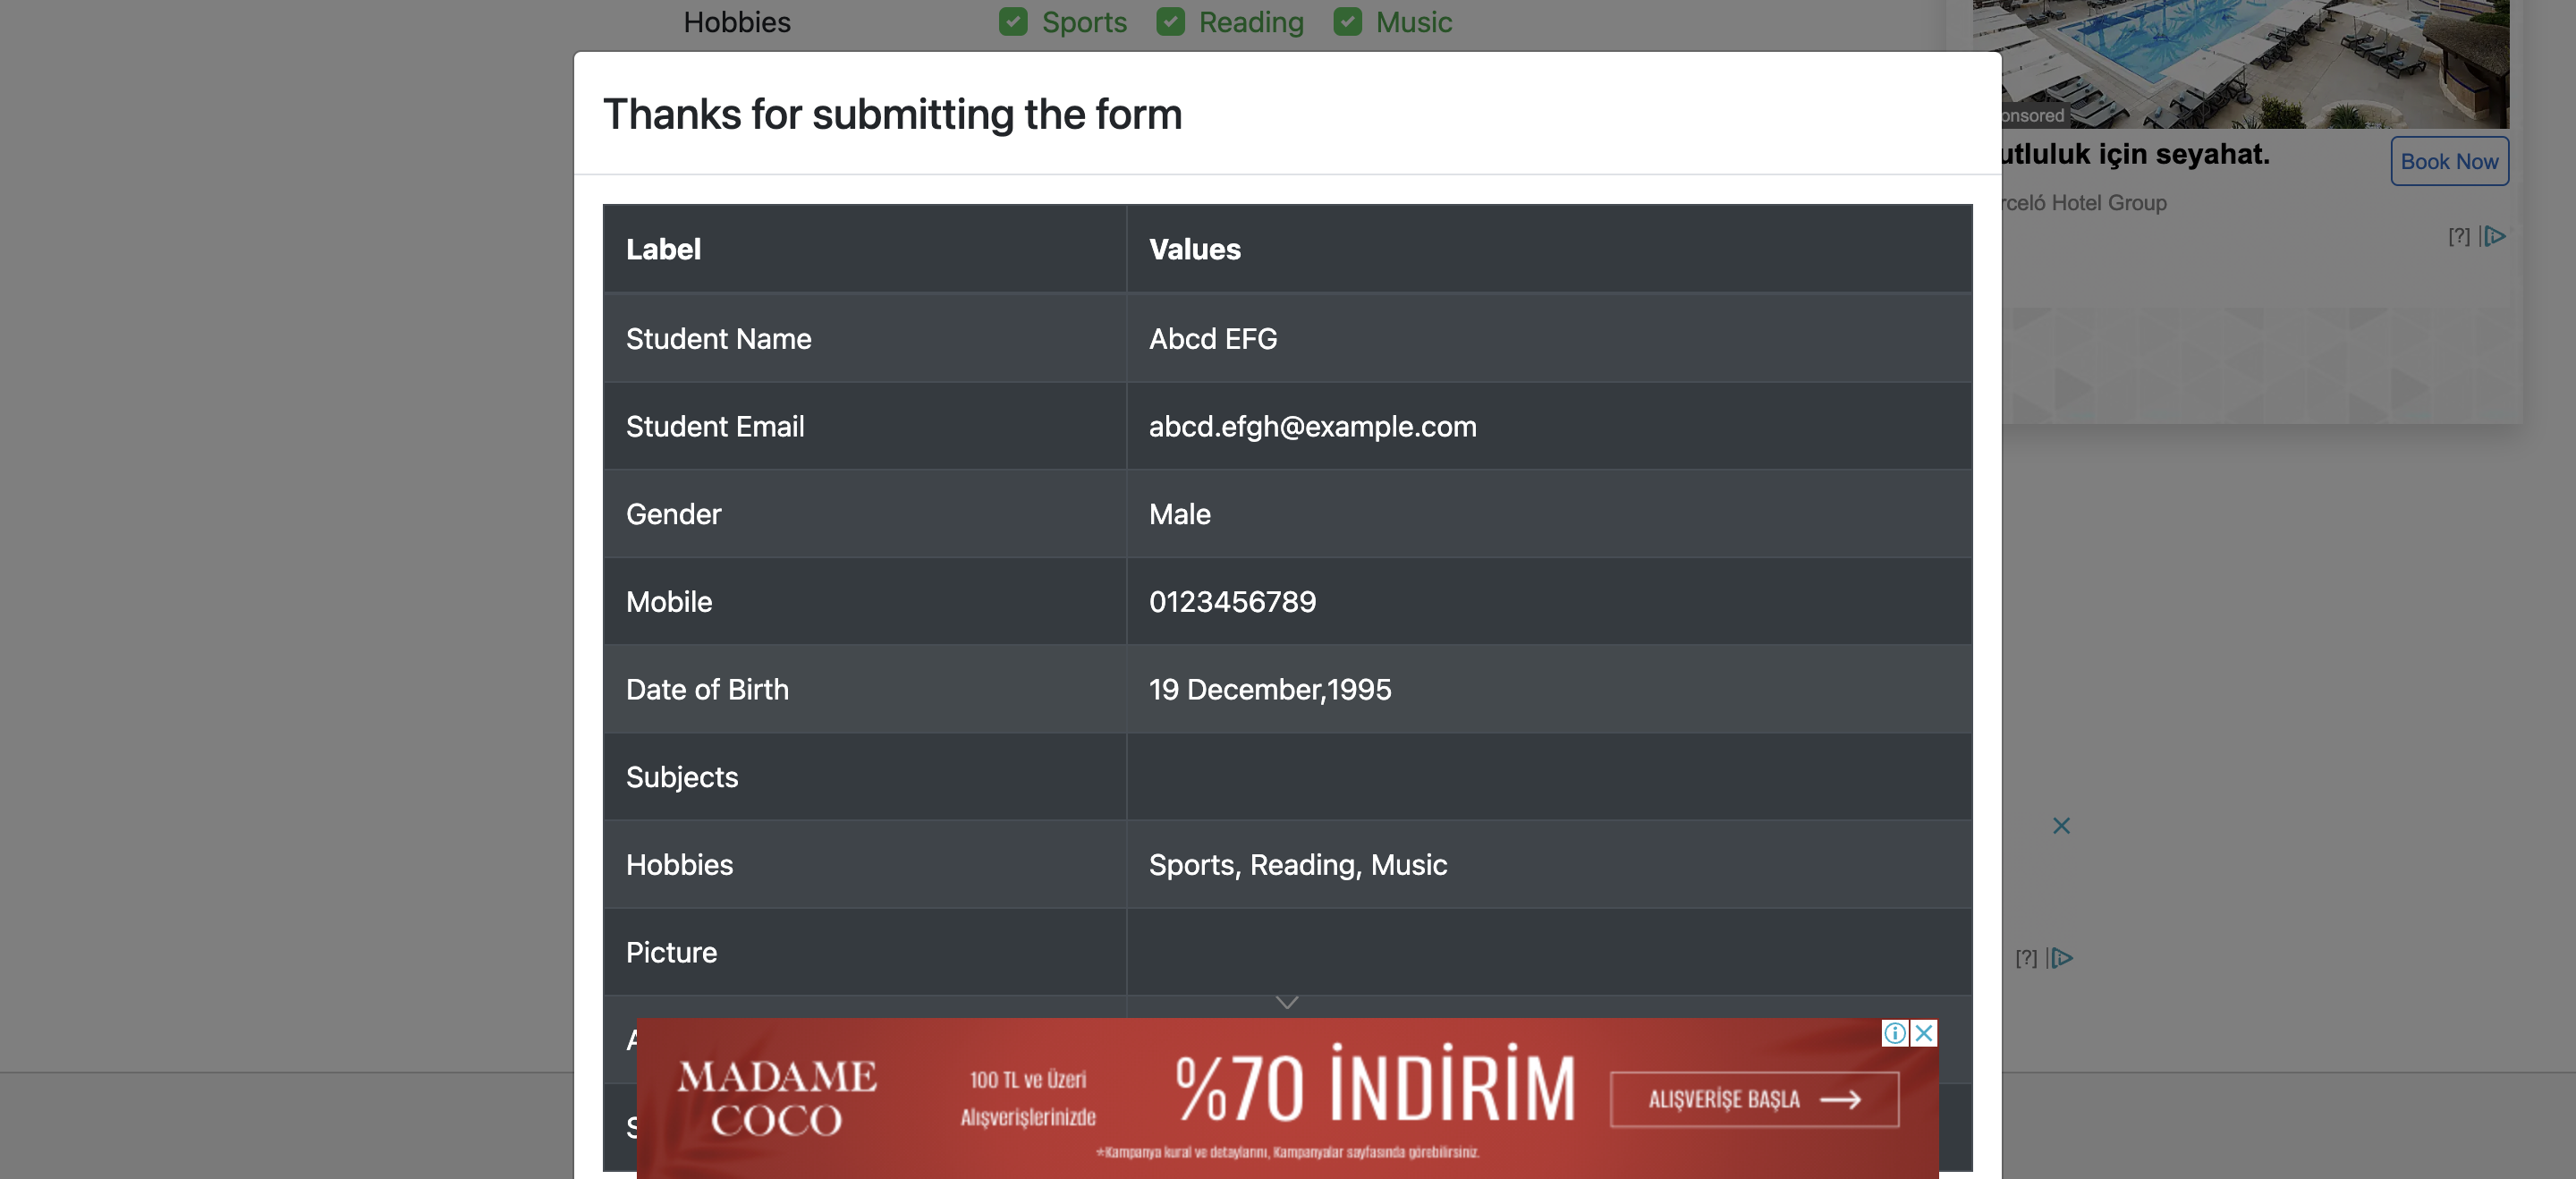 Hobbies Sports Reading Music
Thanks for submitting the form
Label Values
Student Name Abcd EFG
Student Email abcd.efgh@example.com
Gender Male
Mobile 0123456789
Date of Birth 19 December,1995
Subjects
Hobbies Sports, Reading, Music
Picture
A
S
MADAME
COCO
100 TL ve Üzeri
Alışverişlerinizde
%70 İNDİRİM
ALIŞVERİŞE BAŞLA
*Kampanya kural ve detaylarını, Kampanyalar sayfasında görebilirsiniz.
onsored
utluluk için seyahat.
Book Now
rceló Hotel Group
[?]
[?]